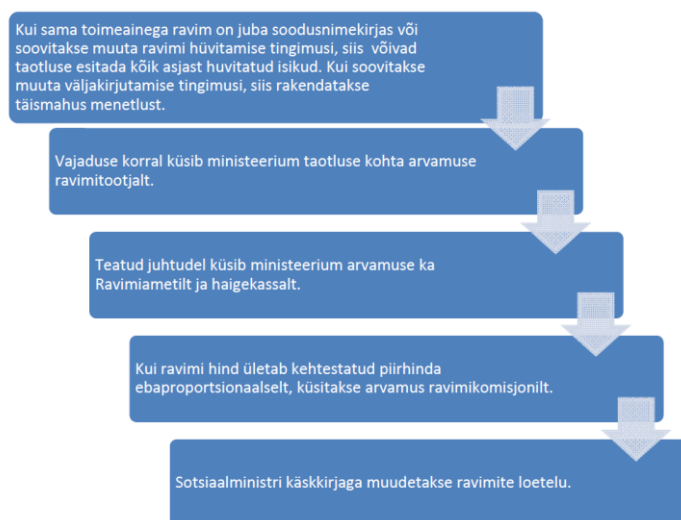 Kui sama toimeainega ravim on juba soodusnimekirjas või
soovitakse muuta ravimi hüvitamise tingimusi, siis võivad
taotluse esitada kõik asjast huvitatud isikud. Kui soovitakse
muuta väljakirjutamise tingimusi, siis rakendatakse
täismahus menetlust.
Vajaduse korral küsib ministeerium taotluse kohta arvamuse
ravimitootjalt.
Teatud juhtudel küsib ministeerium arvamuse ka
Ravimiametilt ja haigekassalt.
Kui ravimi hind ületab kehtestatud piirhinda
ebaproportsionaalselt, küsitakse arvamus ravimikomisjonilt.
Sotsiaalministri käskkirjaga muudetakse ravimite loetelu.